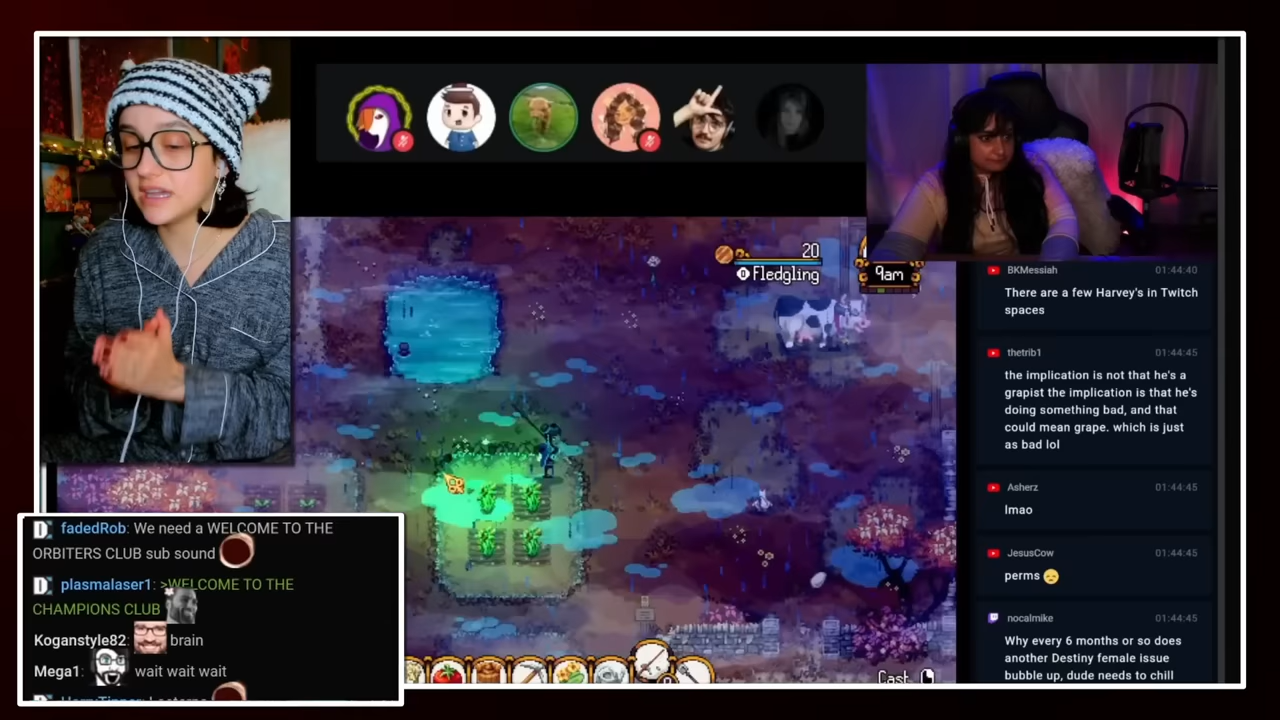 20
Fledgling
9am
BKMessiah 01:44:40
There are a few Harvey's in Twitch
spaces
thetrib1 01:44:45
the implication is not that he's a
grapist the implication is that he's
doing something bad, and that
could mean grape. which is just
as bad lol
Asherz 01:44:45
lmao
JesusCow 01:44:45
perms 😞
nocalmike 01:44:45
Why every 6 months or so does
another Destiny female issue
bubble up, dude needs to chill
Cast
fadedRob: We need a WELCOME TO THE
ORBITERS CLUB sub sound
plasmalaser1: >WELCOME TO THE
CHAMPIONS CLUB
Koganstyle82: brain
Mega1: wait wait wait